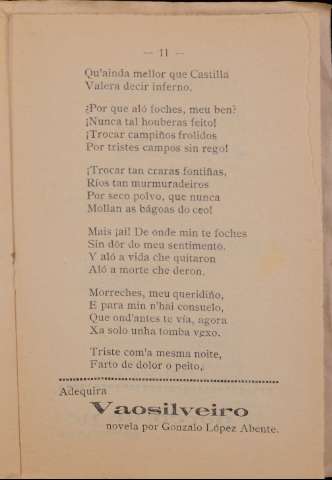 — 11 —
Qu'ainda mellor que Castilla
Valera decir inferno.
¿Por que aló foches, meu ben?
¡Nunca tal houberas feito!
¡Trocar campiños frolidos
Por tristes campos sin rego!
¡Trocar tan craras fontiñas,
Ríos tan murmuradeiros
Por seco polvo, que nunca
Mollan as bágoas do ceo!
Mais ¡ai! De onde min te foches
Sin dór do meu sentimento.
Y aló a vida che quitaron
Aló a morte che deron.
Morreches, meu queridiño,
E para min n'hai consuelo,
Que ond'antes te vía, agora
Xa solo unha tomba vexo.
Triste com'a mesma noite,
Farto de dolor o peito,
Adequira
Vaosilveiro
novela por Gonzalo López Abente.